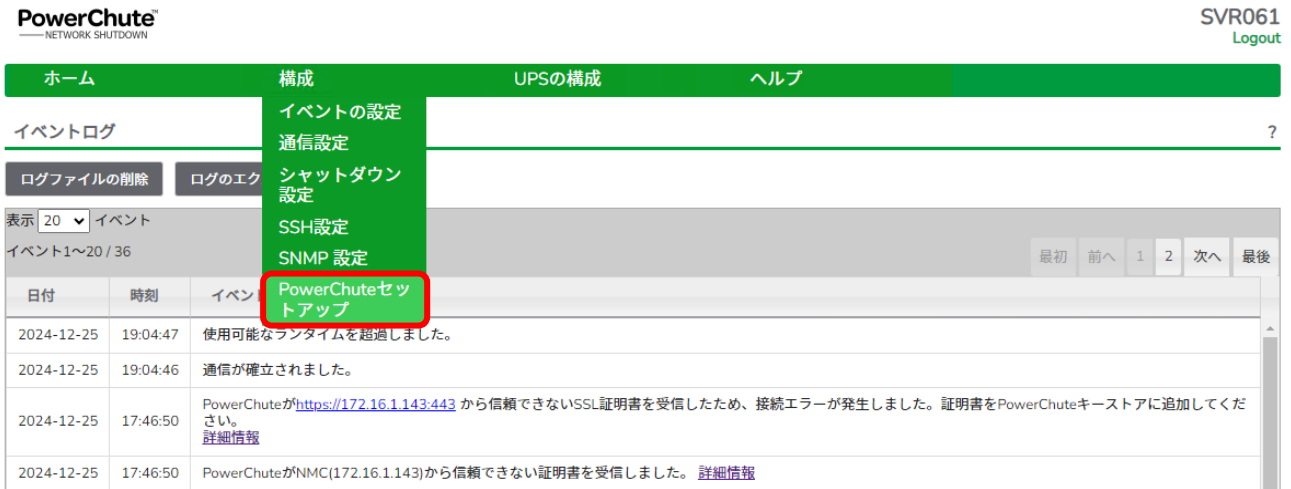 PowerChute™
NETWORK SHUTDOWN
SVR061
Logout
ホーム
構成
UPSの構成
ヘルプ
イベントの設定
通信設定
シャットダウン
設定
SSH設定
SNMP 設定
PowerChuteセッ
トアップ
イベントログ
?
ログファイルの削除
ログのエク
表示 20 イベント
イベント1～20 / 36
最初 前へ 1 2 次へ 最後
日付 時刻 イベン
2024-12-25 19:04:47 使用可能なランタイムを超過しました。
2024-12-25 19:04:46 通信が確立されました。
2024-12-25 17:46:50 PowerChuteがhttps://172.16.1.143:443 から信頼できないSSL証明書を受信したため、接続エラーが発生しました。証明書をPowerChuteキーストアに追加してくだ
さい。
詳細情報
2024-12-25 17:46:50 PowerChuteがNMC(172.16.1.143)から信頼できない証明書を受信しました。 詳細情報